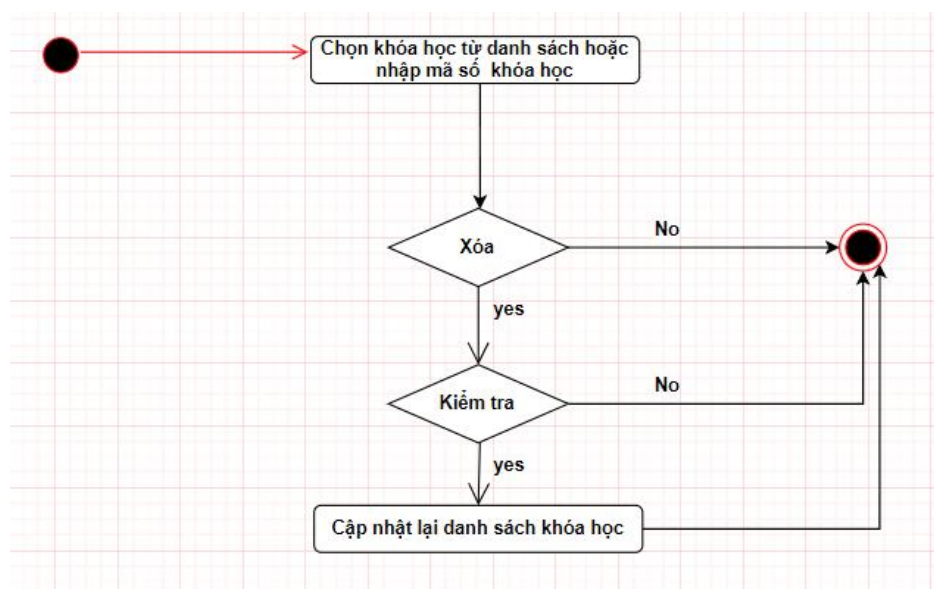 Chọn khóa học từ danh sách hoặc
nhập mã số khóa học
Xóa
No
yes
Kiểm tra
No
yes
Cập nhật lại danh sách khóa học